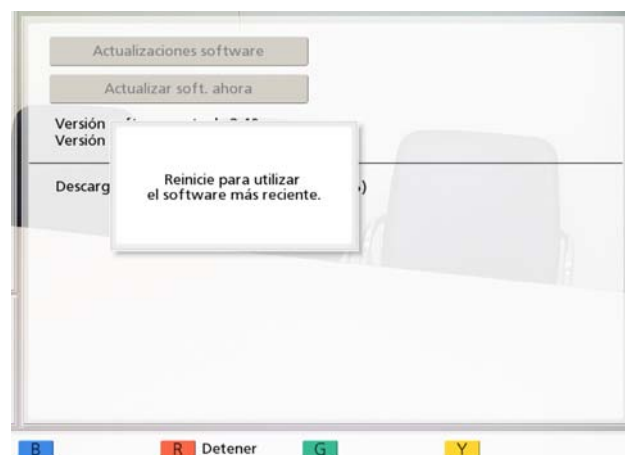 Actualizaciones software
Actualizar soft. ahora
Versión
Versión
Descarg
Reinicie para utilizar
el software más reciente.
B
R Detener
G
Y